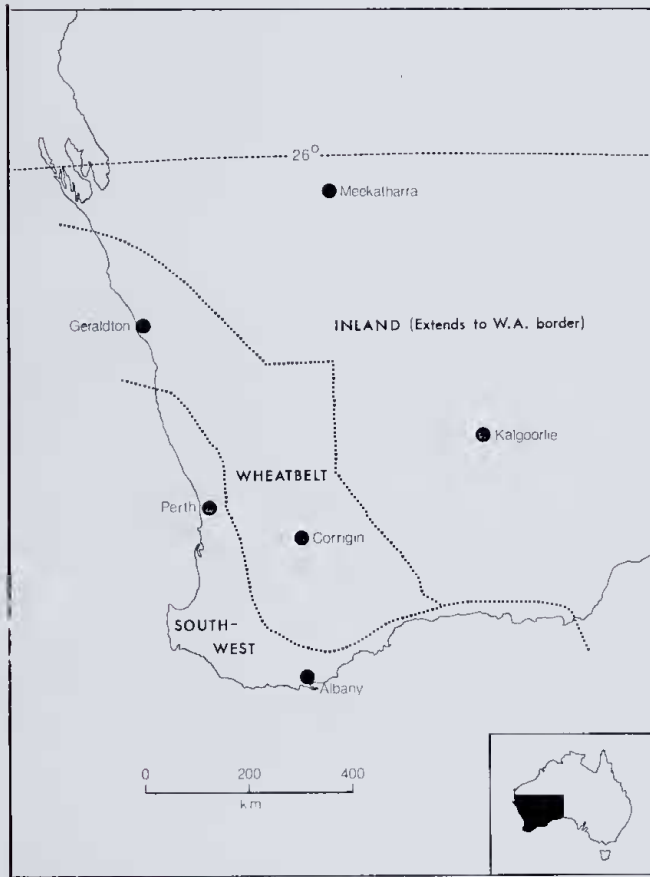 26°
Meekatharra
Geraldton
INLAND (Extends to W.A. border)
Kalgoorlie
WHEATBELT
Perth
Corrigin
SOUTH-
WEST
Albany
0 200 400
km